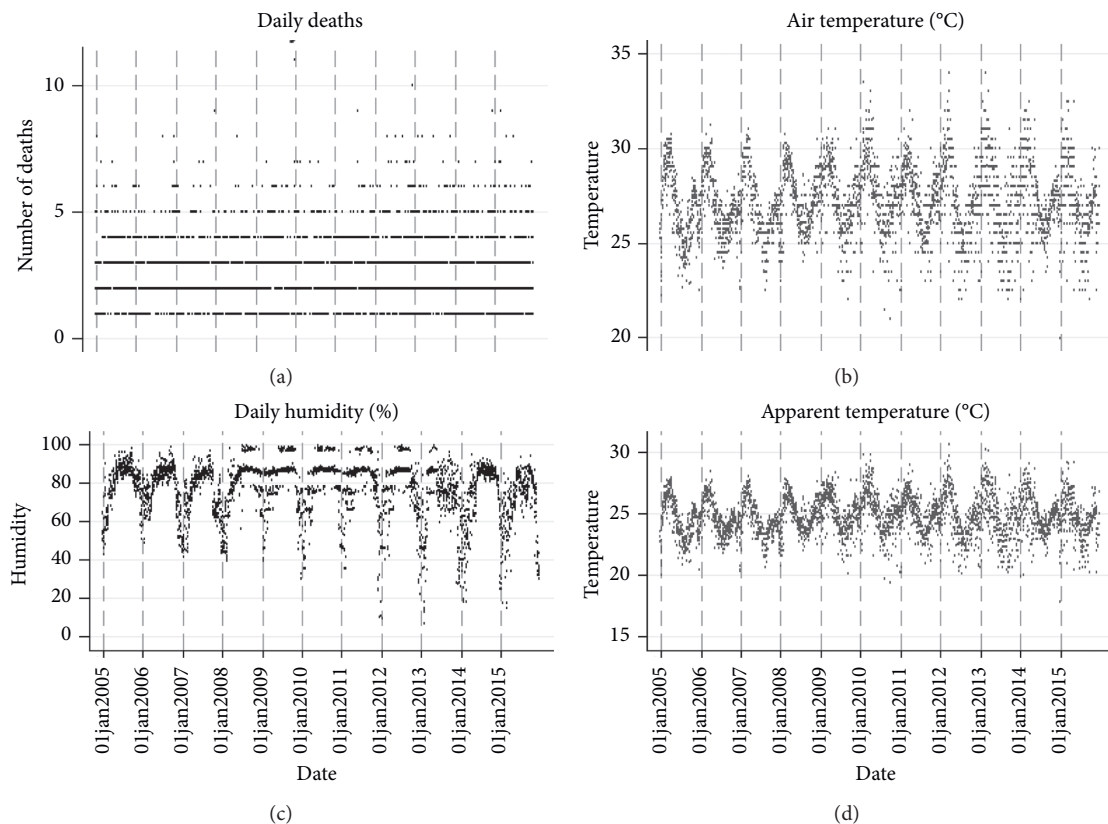 Daily deaths
Number of deaths
10
5
0
(a)
Air temperature (°C)
Temperature
35
30
25
20
(b)
Daily humidity (%)
Humidity
100
80
60
40
20
0
01jan2005
01jan2006
01jan2007
01jan2008
01jan2009
01jan2010
01jan2011
01jan2012
01jan2013
01jan2014
01jan2015
Date
(c)
Apparent temperature (°C)
Temperature
30
25
20
15
01jan2005
01jan2006
01jan2007
01jan2008
01jan2009
01jan2010
01jan2011
01jan2012
01jan2013
01jan2014
01jan2015
Date
(d)